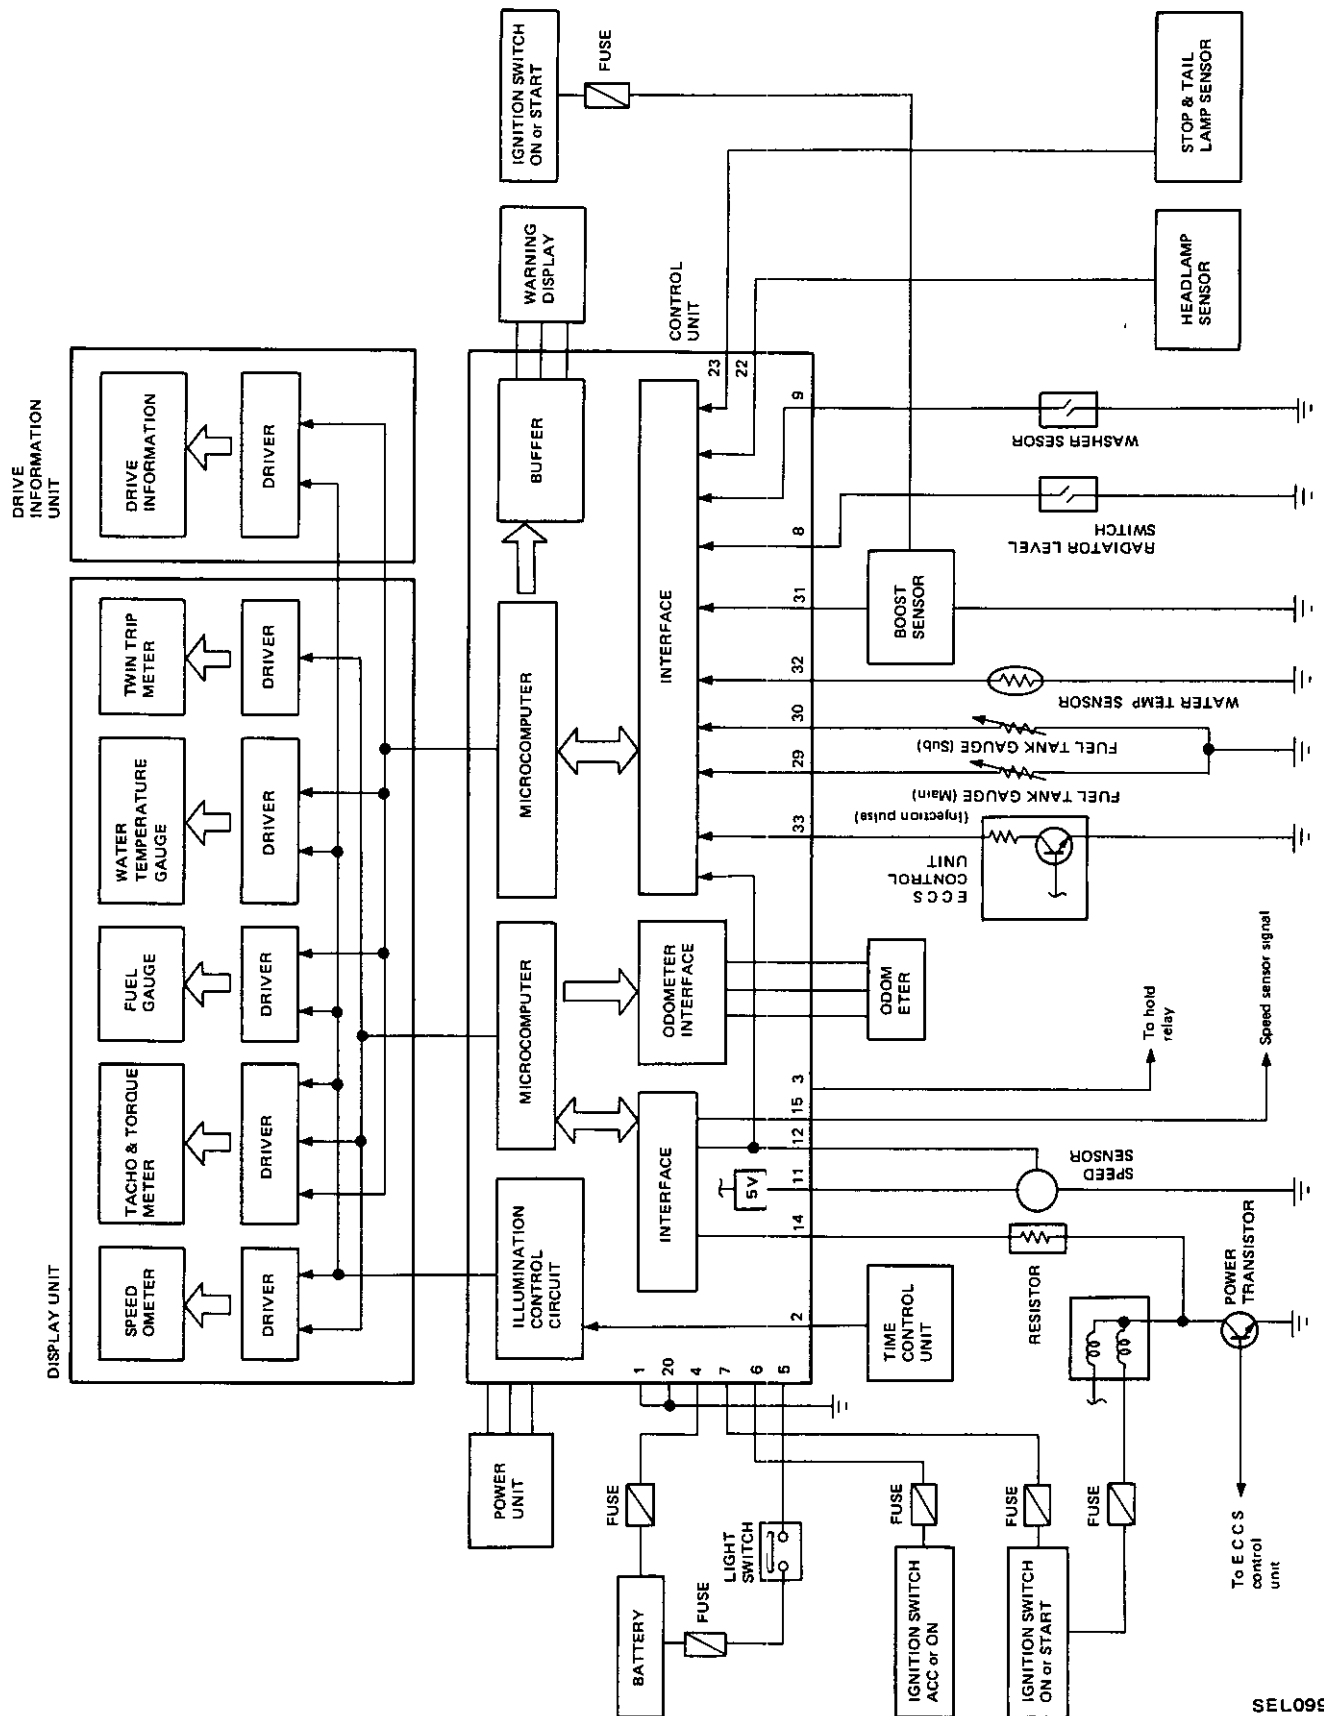 DISPLAY UNIT
DRIVE
INFORMATION
UNIT
SPEED
OMETER
TACHO & TORQUE
METER
FUEL
GAUGE
WATER
TEMPERATURE
GAUGE
TWIN TRIP
METER
DRIVE
INFORMATION
DRIVER
DRIVER
DRIVER
DRIVER
DRIVER
DRIVER
POWER
UNIT
ILLUMINATION
CONTROL
CIRCUIT
MICROCOMPUTER
MICROCOMPUTER
BUFFER
WARNING
DISPLAY
IGNITION SWITCH
ON or START
FUSE
CONTROL
UNIT
INTERFACE
ODOMETER
INTERFACE
INTERFACE
5V
1
20
4
7
6
5
2
14
11
12
15
3
33
29
30
32
31
8
9
22
23
BATTERY
FUSE
FUSE
LIGHT
SWITCH
IGNITION SWITCH
ACC or ON
FUSE
IGNITION SWITCH
ON or START
FUSE
FUSE
TIME
CONTROL
UNIT
RESISTOR
POWER
TRANSISTOR
To E C C S
control
unit
SPEED
SENSOR
Speed sensor signal
To hold
relay
ODOM
ETER
E C C S
CONTROL
UNIT
(Injection pulse)
FUEL TANK GAUGE (Main)
FUEL TANK GAUGE (Sub)
WATER TEMP SENSOR
BOOST
SENSOR
RADIATOR LEVEL
SWITCH
WASHER SESOR
HEADLAMP
SENSOR
STOP & TAIL
LAMP SENSOR
SEL099